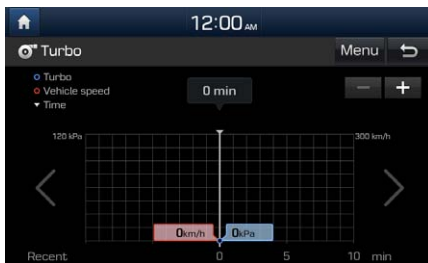 12:00 AM
Turbo
Menu
Turbo
Vehicle speed
Time
0 min
120 kPa
300 km/h
0km/h
0kPa
Recent 0 5 10 min